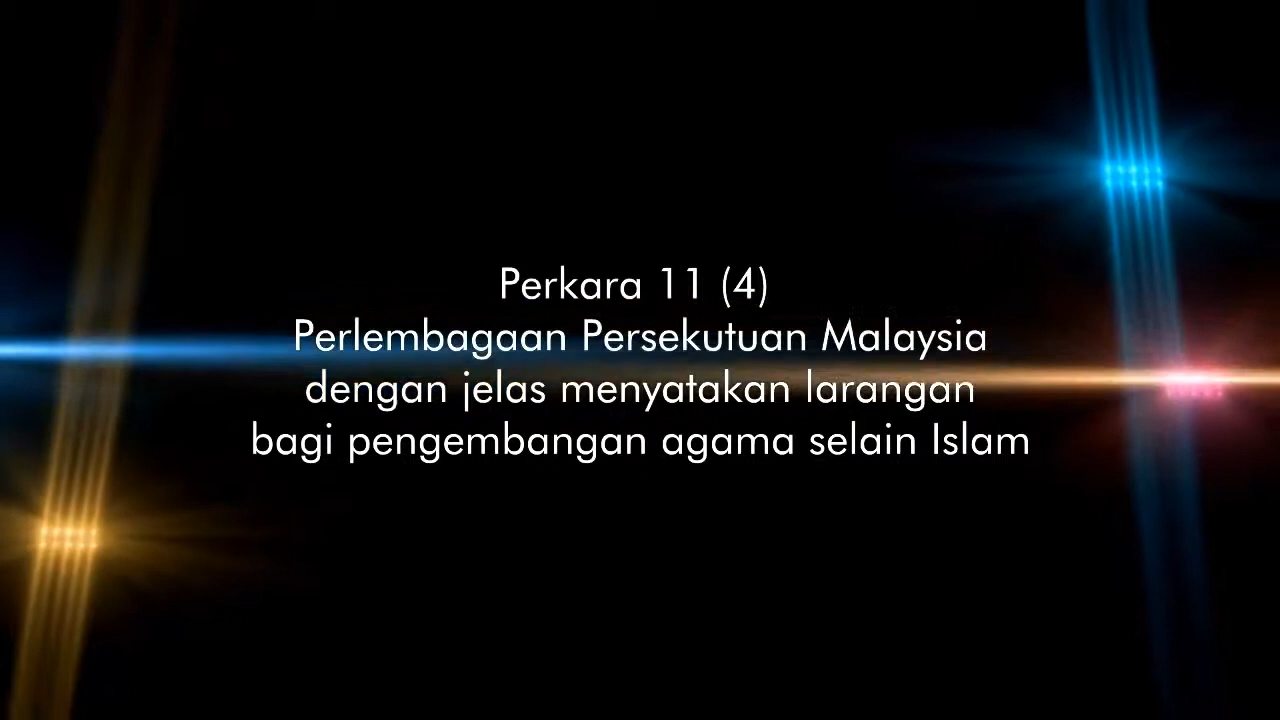 Perkara 11 (4)
Perlembagaan Persekutuan Malaysia
dengan jelas menyatakan larangan
bagi pengembangan agama selain Islam